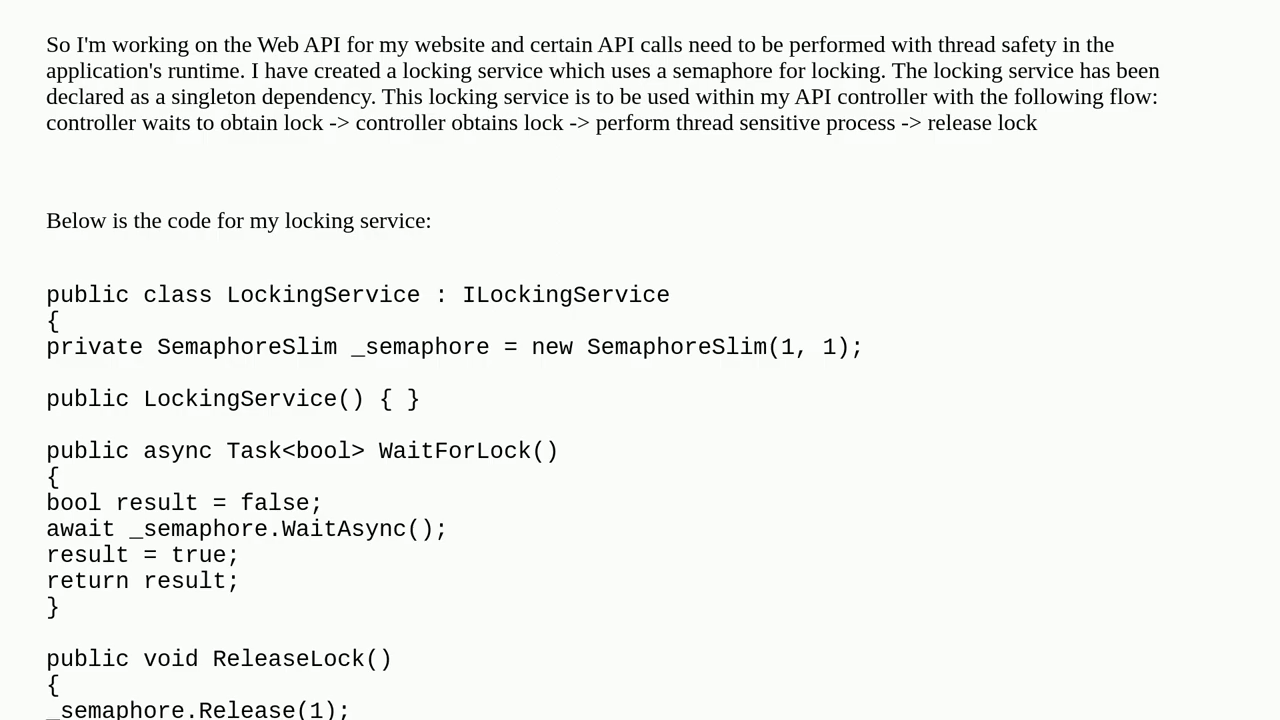 So I'm working on the Web API for my website and certain API calls need to be performed with thread safety in the
application's runtime. I have created a locking service which uses a semaphore for locking. The locking service has been
declared as a singleton dependency. This locking service is to be used within my API controller with the following flow:
controller waits to obtain lock -> controller obtains lock -> perform thread sensitive process -> release lock
Below is the code for my locking service:
public class LockingService : ILockingService
{
private SemaphoreSlim _semaphore = new SemaphoreSlim(1, 1);
public LockingService() { }
public async Task<bool> WaitForLock()
{
bool result = false;
await _semaphore.WaitAsync();
result = true;
return result;
}
public void ReleaseLock()
{
_semaphore.Release(1);